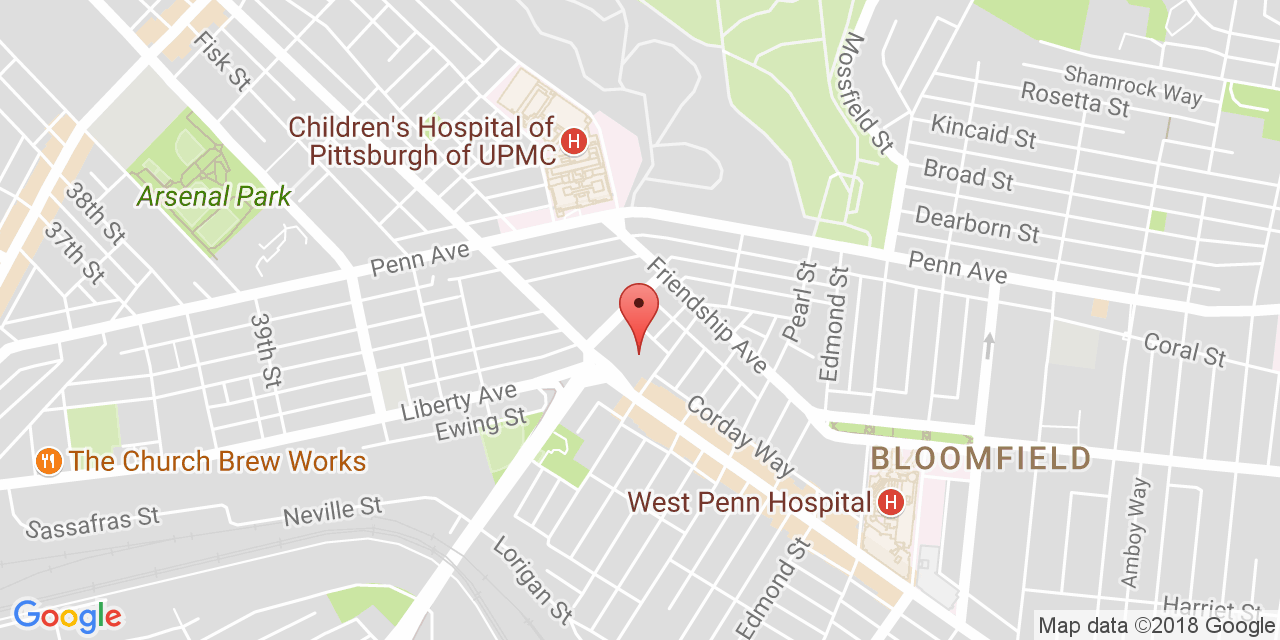 Fisk St
Mossfield St
Shamrock Way
Rosetta St
Kincaid St
Children's Hospital of
Pittsburgh of UPMC
H
Broad St
Arsenal Park
38th St
37th St
Dearborn St
Penn Ave
Penn Ave
Friendship Ave
Pearl St
Edmond St
39th St
Coral St
Liberty Ave
Ewing St
Corday Way
The Church Brew Works
BLOOMFIELD
West Penn Hospital
H
Sassafras St
Neville St
Amboy Way
Lorigan St
Edmond St
Harriet St
Google
Map data ©2018 Google